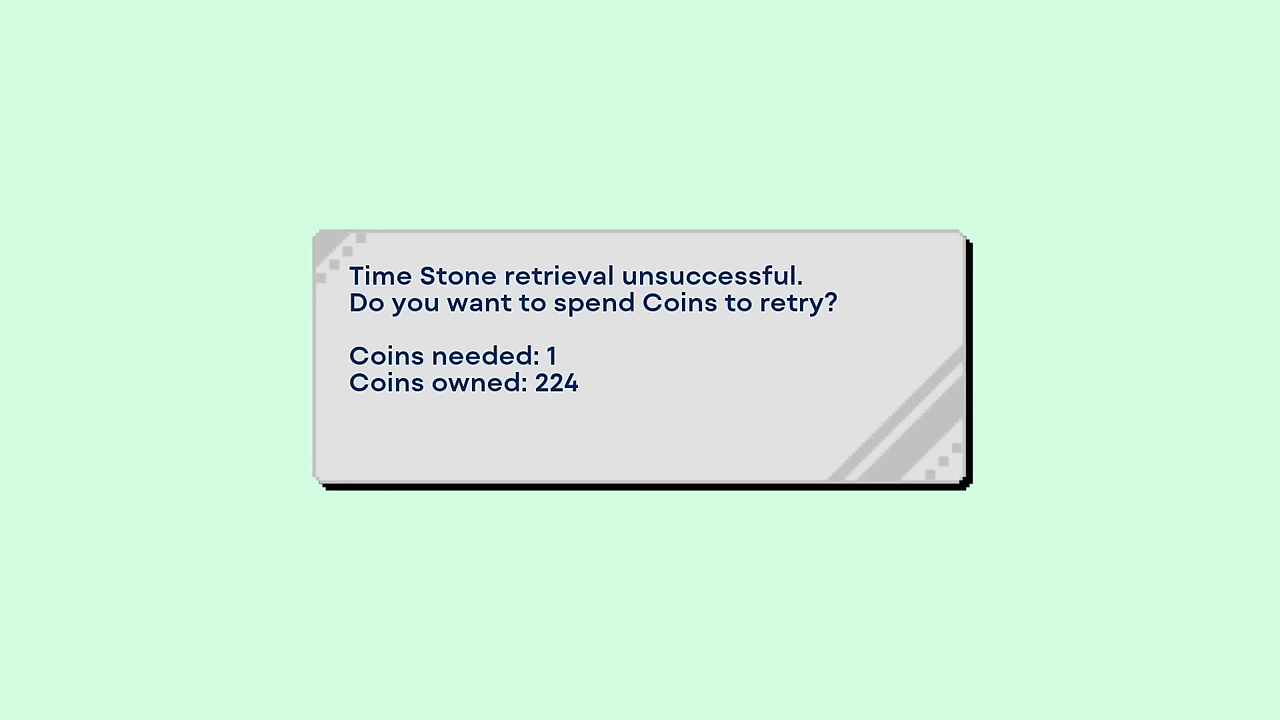 Time Stone retrieval unsuccessful.
Do you want to spend Coins to retry?
Coins needed: 1
Coins owned: 224